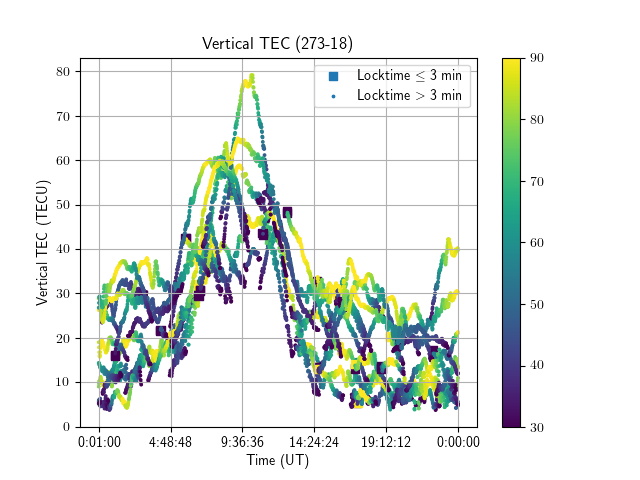 Vertical TEC (273-18)
Locktime ≤ 3 min
Locktime > 3 min
Vertical TEC (TECU)
80
70
60
50
40
30
20
10
0
0:01:00 4:48:48 9:36:36 14:24:24 19:12:12 0:00:00
Time (UT)
90
80
70
60
50
40
30